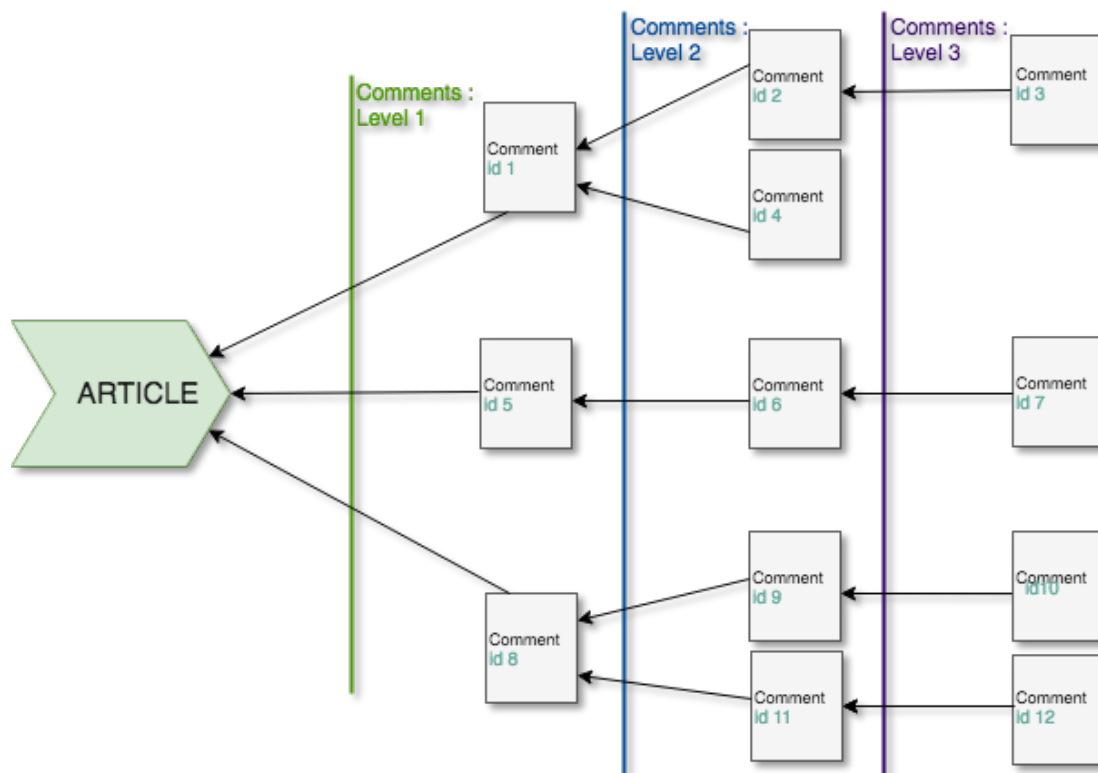 Comments :
Level 1
Comments :
Level 2
Comments :
Level 3
Comment
id 1
Comment
id 2
Comment
id 3
Comment
id 4
ARTICLE
Comment
id 5
Comment
id 6
Comment
id 7
Comment
id 8
Comment
id 9
Comment
id10
Comment
id 11
Comment
id 12